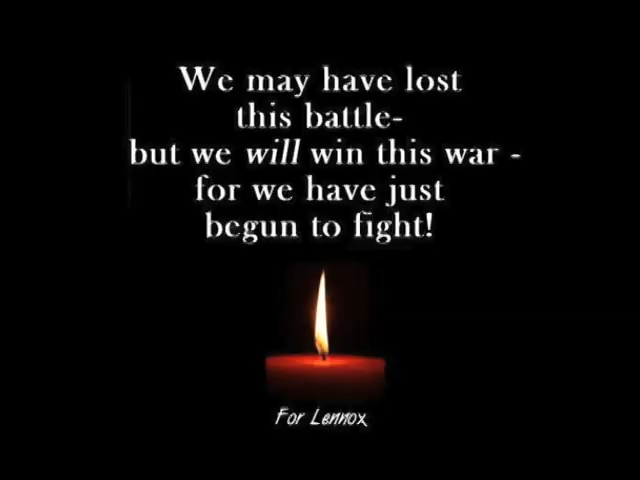 We may have lost
this battle-
but we will win this war -
for we have just
begun to fight!
For Lennox